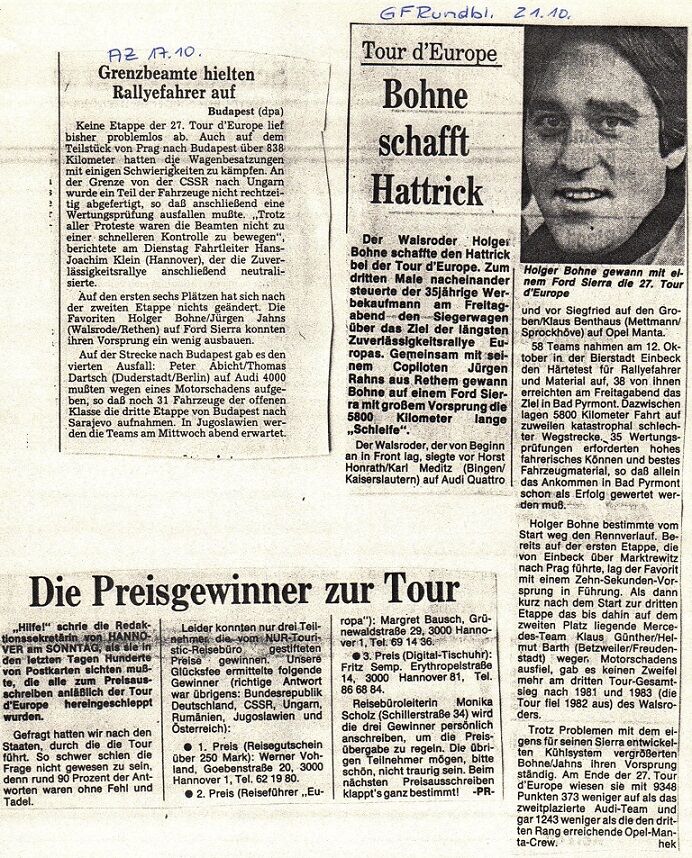 AZ 17.10.
Grenzbeamte hielten
Rallyefahrer auf
Budapest (dpa)
Keine Etappe der 27. Tour d'Europe lief
bisher problemlos ab. Auch auf dem
Teilstück von Prag nach Budapest über 838
Kilometer hatten die Wagenbesatzungen
mit einigen Schwierigkeiten zu kämpfen. An
der Grenze von der CSSR nach Ungarn
wurde ein Teil der Fahrzeuge nicht rechtzei-
tig abgefertigt, so daß anschließend eine
Wertungsprüfung ausfallen mußte. „Trotz
aller Proteste waren die Beamten nicht zu
einer schnelleren Kontrolle zu bewegen“,
berichtete am Dienstag Fahrtleiter Hans-
Joachim Klein (Hannover), der die Zuver-
lässigkeitsrallye anschließend neutrali-
sierte.
Auf den ersten sechs Plätzen hat sich nach
der zweiten Etappe nichts geändert. Die
Favoriten Holger Bohne/Jürgen Jahns
(Walsrode/Rethen) auf Ford Sierra konnten
ihren Vorsprung ein wenig ausbauen.
Auf der Strecke nach Budapest gab es den
vierten Ausfall: Peter Abicht/Thomas
Dartsch (Duderstadt/Berlin) auf Audi 4000
mußten wegen eines Motorschadens aufge-
ben, so daß noch 31 Fahrzeuge der offenen
Klasse die dritte Etappe von Budapest nach
Sarajevo aufnahmen. In Jugoslawien wer-
den die Teams am Mittwoch abend erwartet.
GFRundbl. 21.10.
Tour d'Europe
Bohne
schafft
Hattrick
Der Walsroder Holger
Bohne schaffte den Hattrick
bei der Tour d'Europe. Zum
dritten Male nacheinander
steuerte der 35jährige Wer-
bekaufmann am Freitag-
abend den Siegerwagen
über das Ziel der längsten
Zuverlässigkeitsrallye Eu-
ropas. Gemeinsam mit sei-
nem Copiloten Jürgen
Rahns aus Rethem gewann
Bohne auf einem Ford Sier-
ra mit großem Vorsprung die
5800 Kilometer lange
„Schleife“.
Der Walsroder, der von Beginn
an in Front lag, siegte vor Horst
Honrath/Karl Meditz (Bingen/
Kaiserslautern) auf Audi Quattro
Holger Bohne gewann mit ei-
nem Ford Sierra die 27. Tour
d'Europe
und vor Siegfried auf den Gro-
ben/Klaus Benthaus (Mettmann/
Sprockhöve) auf Opel Manta.
58 Teams nahmen am 12. Ok-
tober in der Bierstadt Einbeck
den Härtetest für Rallyefahrer
und Material auf, 38 von ihnen
erreichten am Freitagabend das
Ziel in Bad Pyrmont. Dazwischen
lagen 5800 Kilometer Fahrt auf
zuweilen katastrophal schlech-
ter Wegstrecke. 35 Wertungs-
prüfungen erforderten hohes
fahrerisches Können und bestes
Fahrzeugmaterial, so daß allein
das Ankommen in Bad Pyrmont
schon als Erfolg gewertet wer-
den muß.
Holger Bohne bestimmte vom
Start weg den Rennverlauf. Be-
reits auf der ersten Etappe, die
von Einbeck über Marktrewitz
nach Prag führte, lag der Favorit
mit einem Zehn-Sekunden-Vor-
sprung in Führung. Als dann
kurz nach dem Start zur dritten
Etappe das bis dahin auf dem
zweiten Platz liegende Merce-
des-Team Klaus Günther/Hel-
mut Barth (Betzweiler/Freuden-
stadt) wegen Motorschadens
ausfiel, gab es keinen Zweifel
mehr am dritten Tour-Gesamt-
sieg nach 1981 und 1983 (die
Tour fiel 1982 aus) des Walsro-
ders.
Trotz Problemen mit dem ei-
gens für seinen Sierra entwickel-
ten Kühlsystem vergrößerten
Bohne/Jahns ihren Vorsprung
ständig. Am Ende der 27. Tour
d'Europe wiesen sie mit 9348
Punkten 373 weniger auf als das
zweitplazierte Audi-Team und
gar 1243 weniger als die den drit-
ten Rang erreichende Opel-Man-
ta-Crew. hek
Die Preisgewinner zur Tour
„Hilfe!“ schrie die Redak-
tionssekretärin von HANNO-
VER am SONNTAG, als sie in
den letzten Tagen Hunderte
von Postkarten sichten muß-
te, die alle zum Preisaus-
schreiben anläßlich der Tour
d'Europe hereingeschleppt
wurden.
Gefragt hatten wir nach den
Staaten, durch die die Tour
führt. So schwer schien die
Frage nicht gewesen zu sein,
denn rund 90 Prozent der Ant-
worten waren ohne Fehl und
Tadel.
Leider konnten nur drei Teil-
nehmer die vom NUR-Touri-
stic-Reisebüro gestifteten
Preise gewinnen. Unsere
Glücksfee ermittelte folgende
Gewinner (richtige Antwort
war übrigens: Bundesrepublik
Deutschland, CSSR, Ungarn,
Rumänien, Jugoslawien und
Österreich):
● 1. Preis (Reisegutschein
über 250 Mark): Werner Voh-
land, Goebenstraße 20, 3000
Hannover 1, Tel. 62 19 80.
● 2. Preis (Reiseführer „Eu-
ropa“): Margret Bausch, Grü-
newaldstraße 29, 3000 Hanno-
ver 1, Tel. 69 14 36.
● 3. Preis (Digital-Tischuhr):
Fritz Semp. Erythropelstraße
14, 3000 Hannover 81, Tel.
86 68 84.
Reisebüroleiterin Monika
Scholz (Schillerstraße 34) wird
die drei Gewinner persönlich
anschreiben, um die Preis-
übergabe zu regeln. Die übri-
gen Teilnehmer mögen, bitte
schön, nicht traurig sein. Beim
nächsten Preisausschreiben
klappt's ganz bestimmt! -PR-